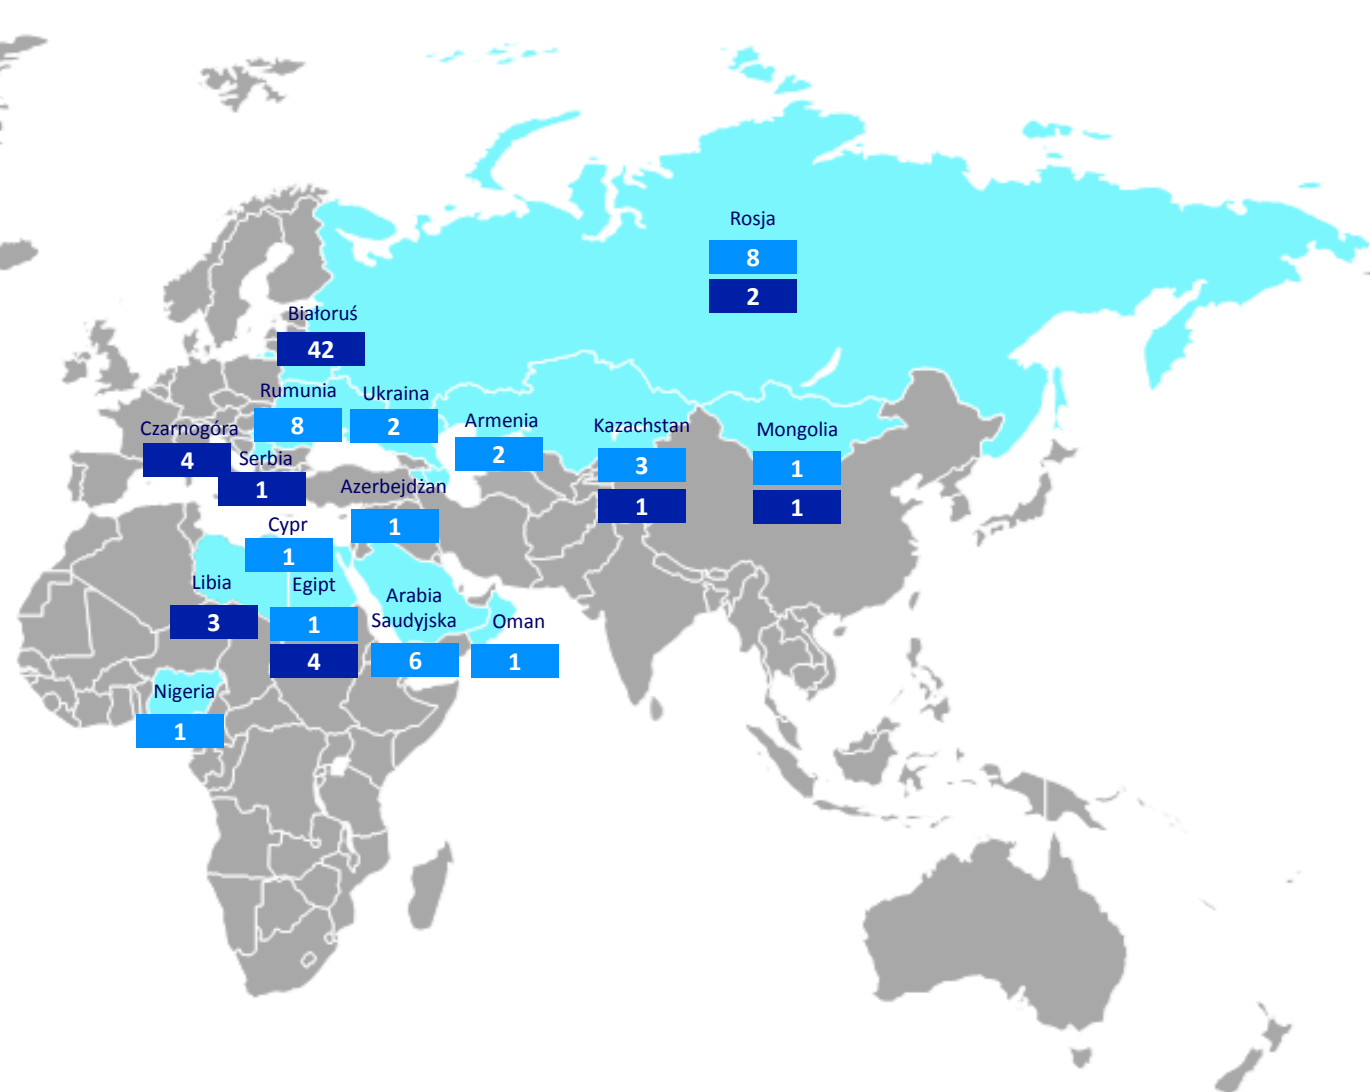 Rosja
8
2
Białoruś
42
Rumunia
8
Ukraina
2
Czarnogóra
4
Serbia
1
Armenia
2
Kazachstan
3
1
Mongolia
1
1
Azerbejdżan
1
Cypr
1
Libia
3
Egipt
1
4
Arabia
Saudyjska
6
Oman
1
Nigeria
1